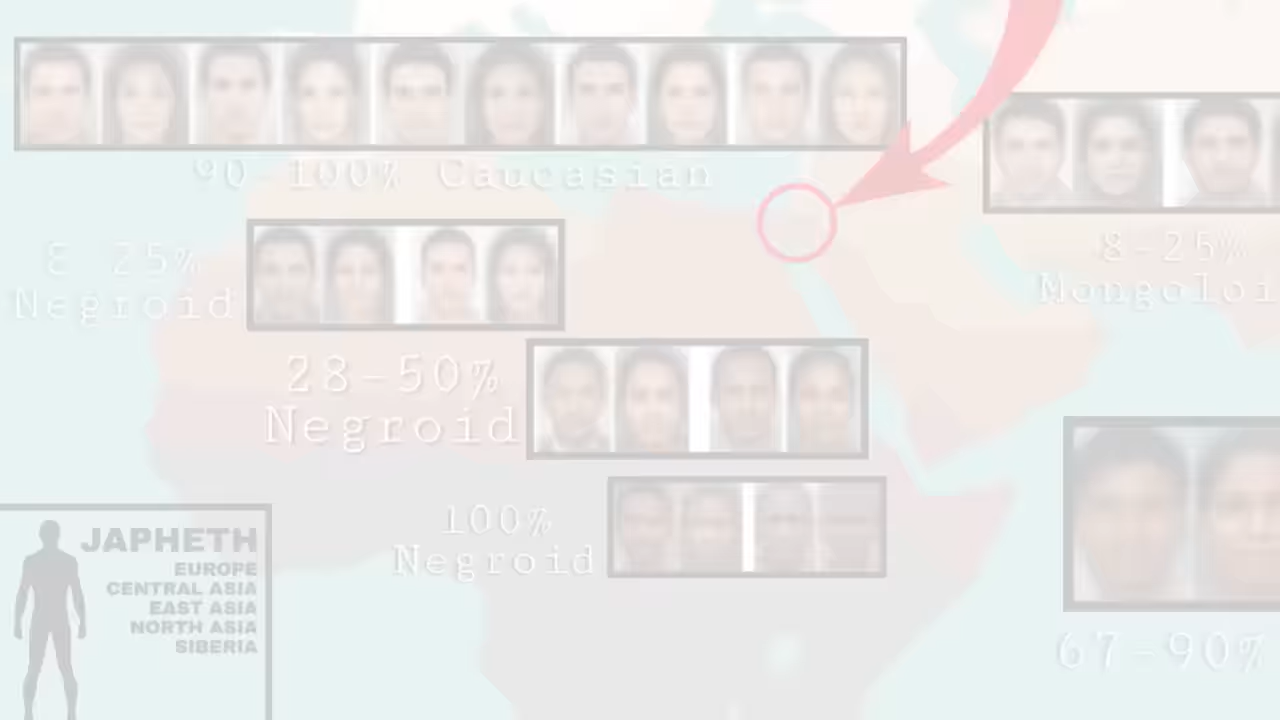 90-100% Caucasian
8-25%
Negroid
8-25%
Mongoloi
28-50%
Negroid
100%
Negroid
JAPHETH
EUROPE
CENTRAL ASIA
EAST ASIA
NORTH ASIA
SIBERIA
67-90%